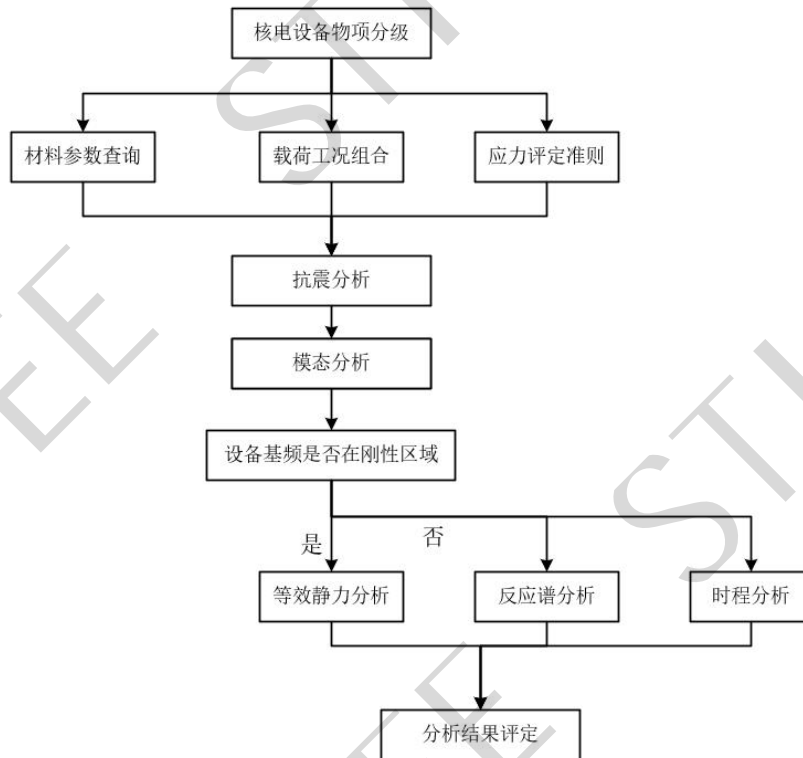 核电设备物项分级
材料参数查询
载荷工况组合
应力评定准则
抗震分析
模态分析
设备基频是否在刚性区域
是
否
等效静力分析
反应谱分析
时程分析
分析结果评定